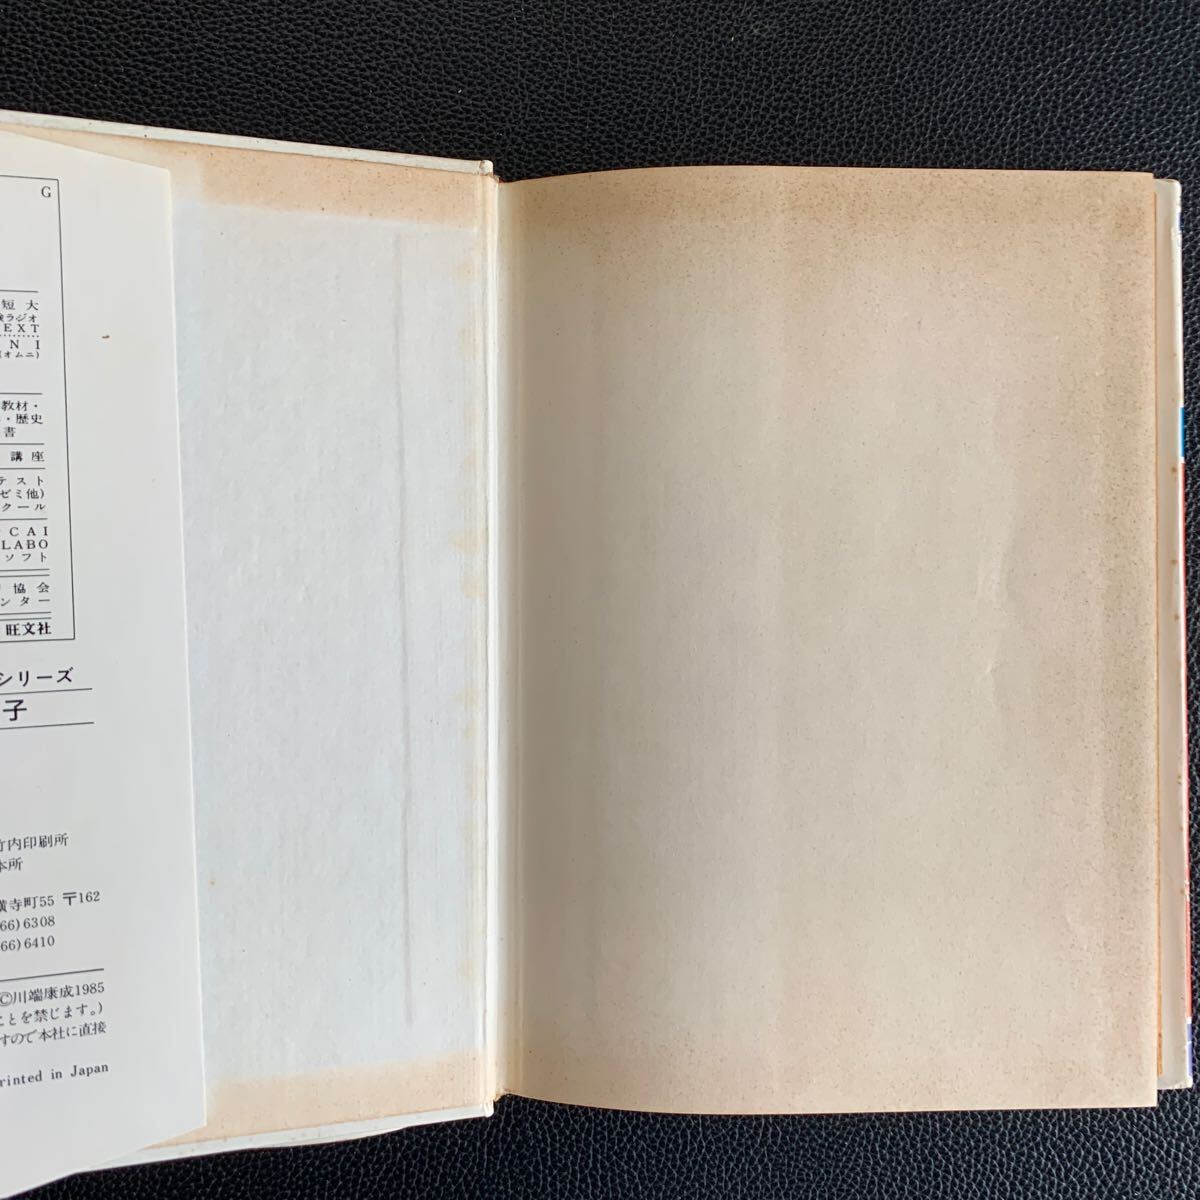 G
短大
ラジオ
EXT
NI
(オムニ)
教材・
・歴史
書
講座
テスト
ゼミ他)
クール
CAI
LABO
ソフト
協会
ンター
旺文社
シリーズ
子
竹内印刷所
本所
横寺町55 〒162
66)6308
66)6410
©川端康成1985
ことを禁じます。)
すので本社に直接
rinted in Japan